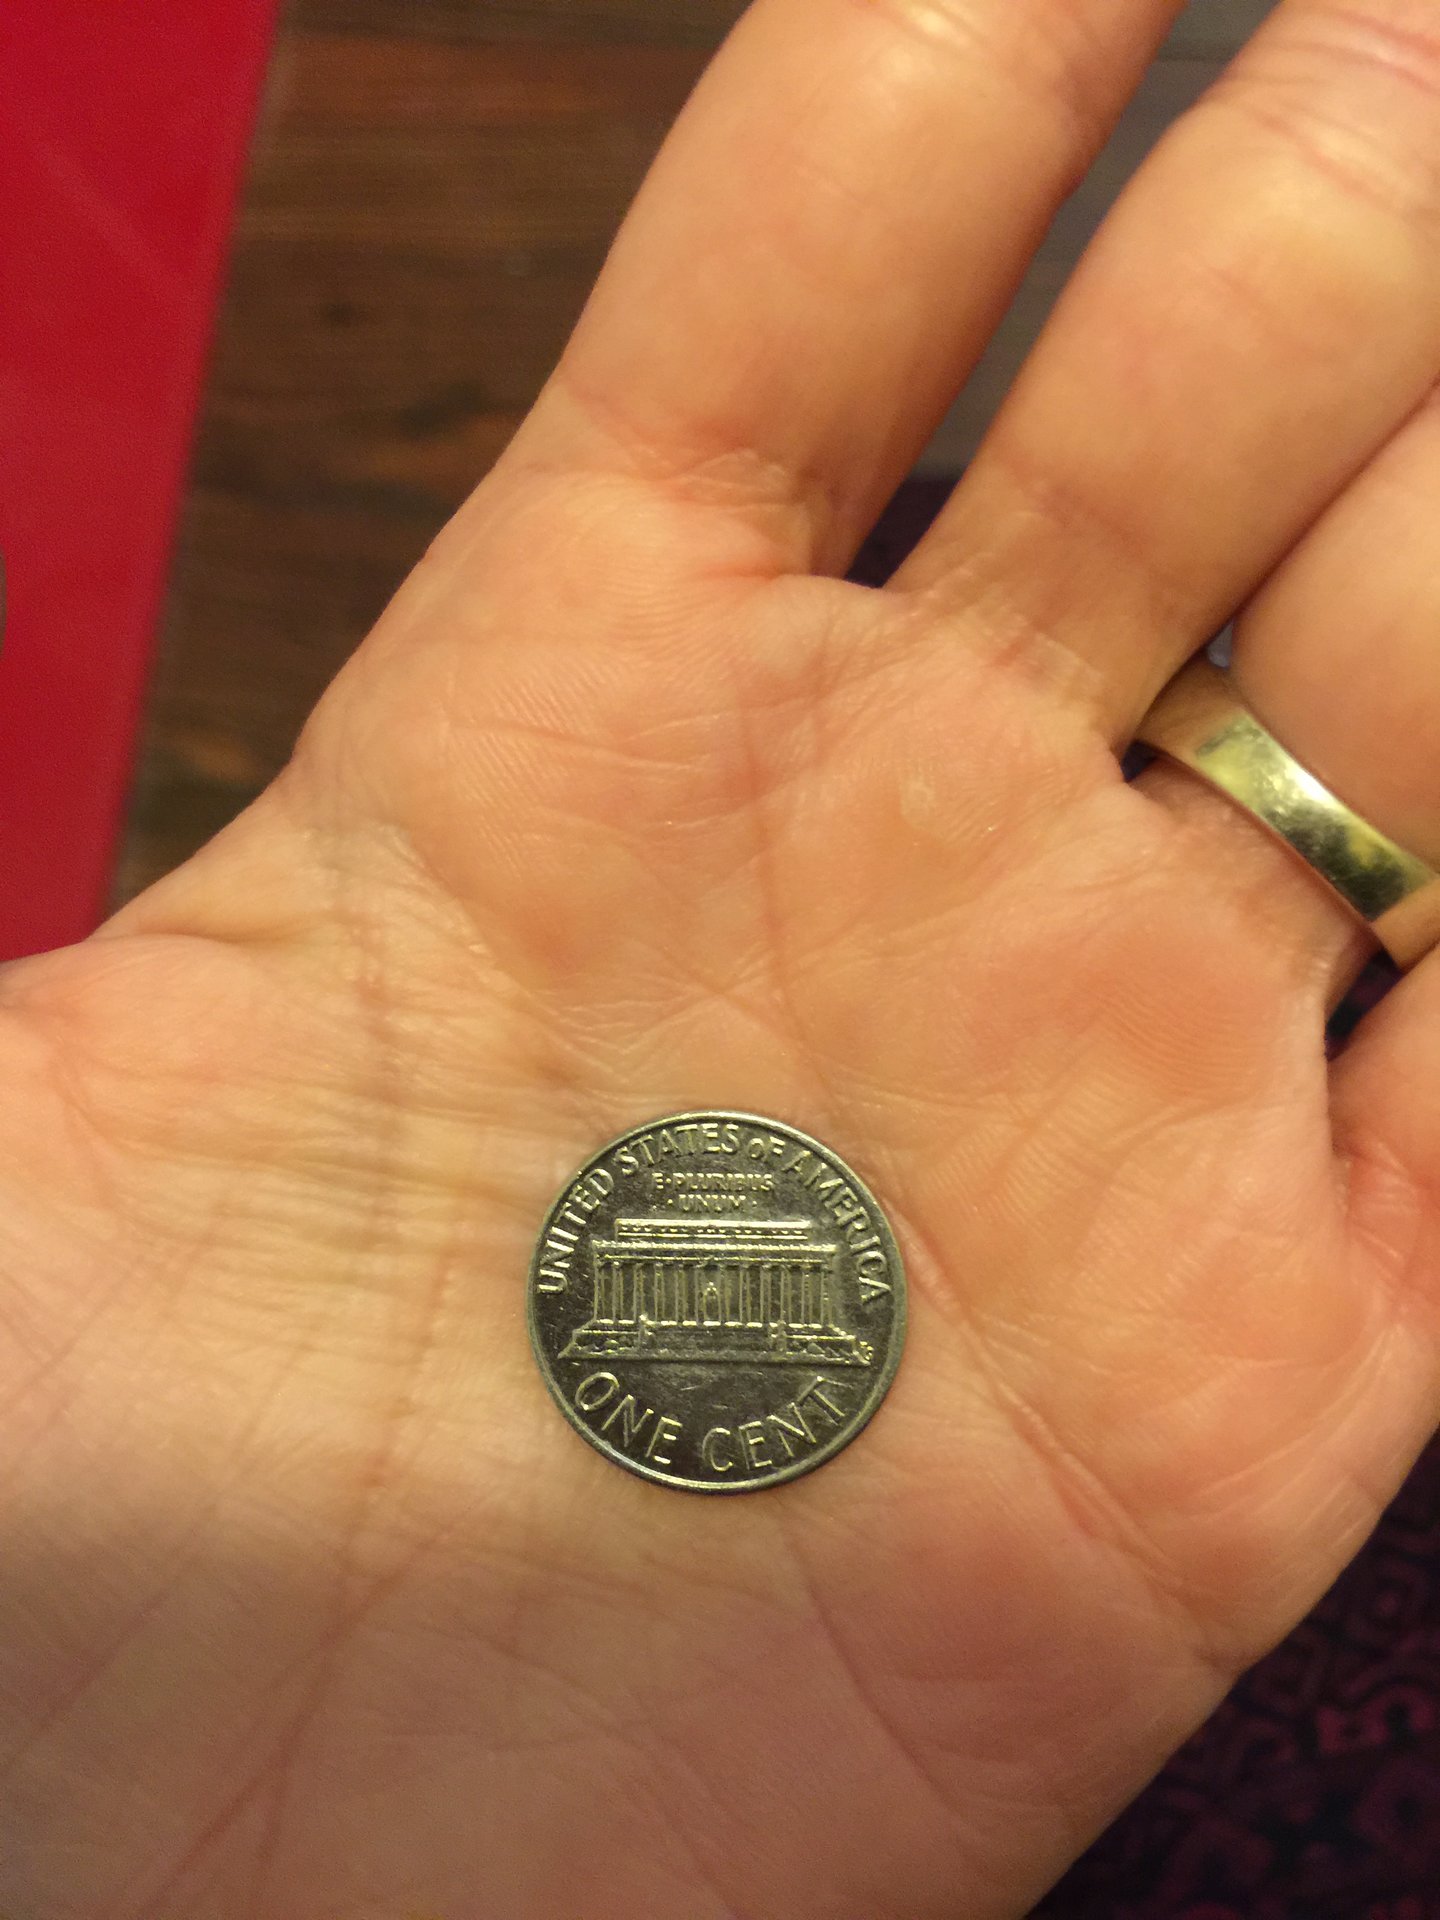 UNITED STATES OF AMERICA
E·PLURIBUS
·UNUM·
ONE CENT